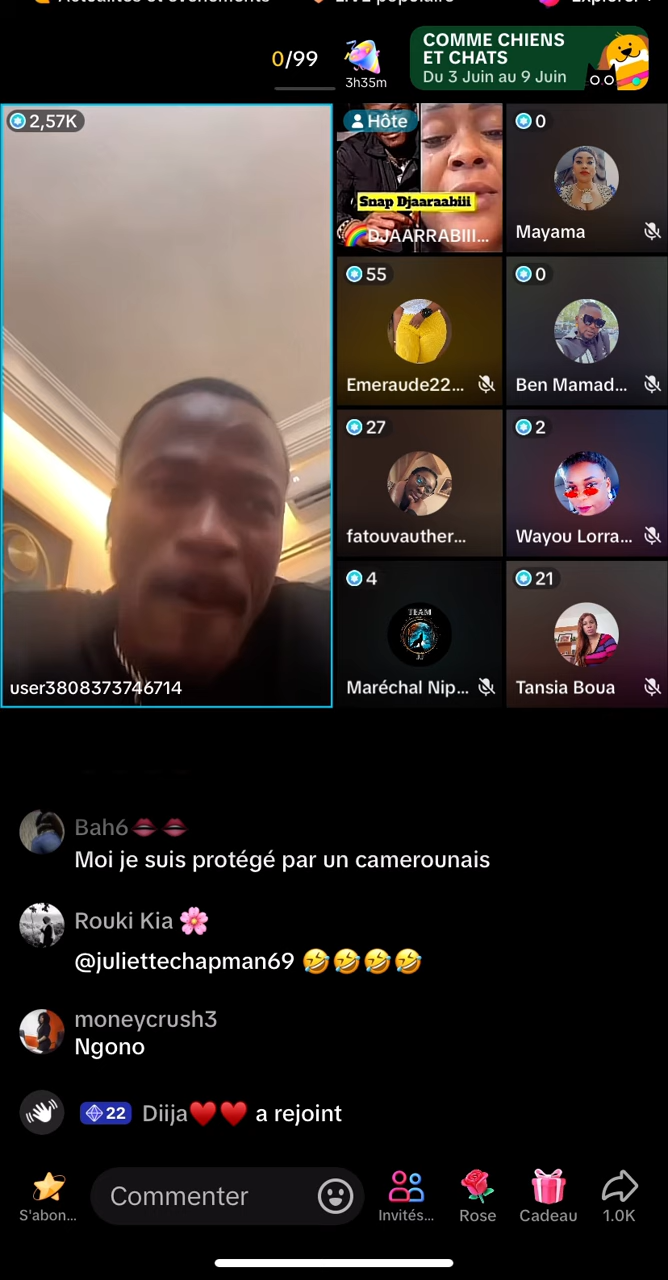 0/99
3h35m
COMME CHIENS
ET CHATS
Du 3 Juin au 9 Juin
2,57K
user3808373746714
Hôte
Snap Djaaraabiii
DJAARRABIII...
0
Mayama
55
Emeraude22...
0
Ben Mamad...
27
fatouvauther...
2
Wayou Lorra...
4
TEAM
Maréchal Nip...
21
Tansia Boua
Bah6
Moi je suis protégé par un camerounais
Rouki Kia
@juliettechapman69 🤣🤣🤣🤣
moneycrush3
Ngono
22 Diija♥️♥️ a rejoint
S'abon...
Commenter
Invités...
Rose
Cadeau
1.0K